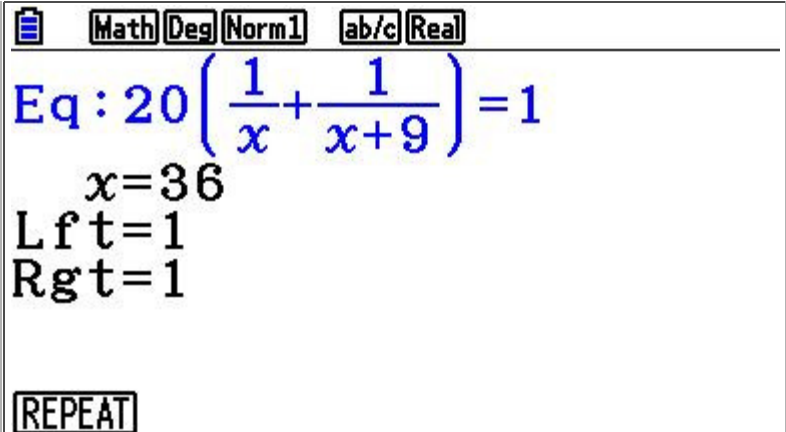 Math Deg Norm1 ab/c Real
Eq:20(1/x+1/(x+9))=1
x=36
Lft=1
Rgt=1
REPEAT